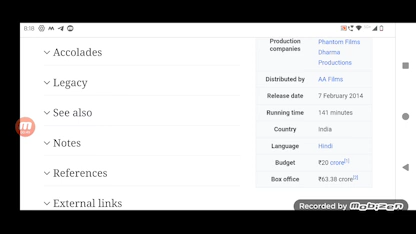 8:18
Accolades
Legacy
See also
Notes
References
External links
Production companies
Phantom Films
Dharma
Productions
Distributed by AA Films
Release date 7 February 2014
Running time 141 minutes
Country India
Language Hindi
Budget ₹20 crore[1]
Box office ₹63.38 crore
Recorded by Mobizen